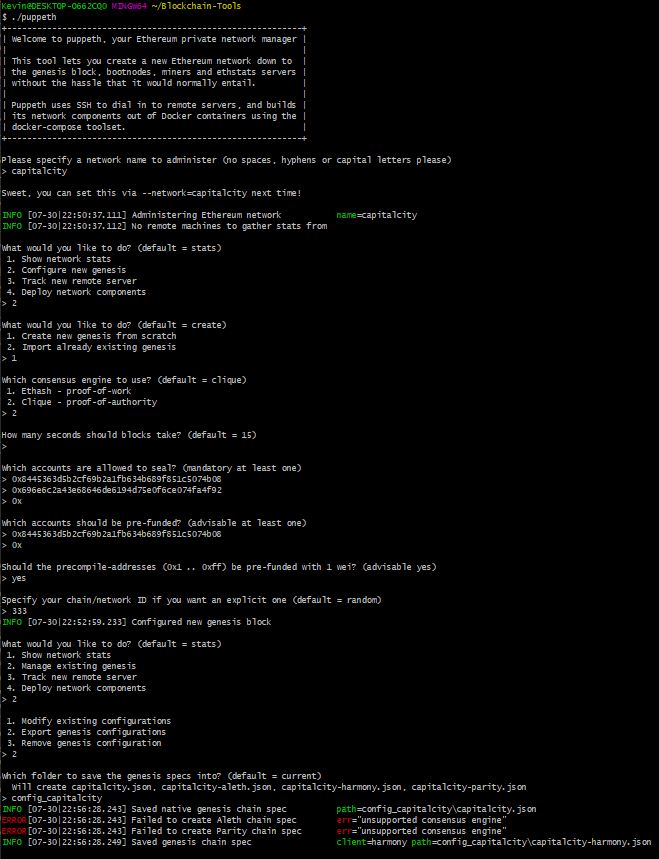 Kevin@DESKTOP-O662CQO MINGW64 ~/Blockchain-Tools
$ ./puppeth
+-----------------------------------------------------------+
| Welcome to puppeth, your Ethereum private network manager |
|                                                           |
| This tool lets you create a new Ethereum network down to  |
| the genesis block, bootnodes, miners and ethstats servers |
| without the hassle that it would normally entail.         |
|                                                           |
| Puppeth uses SSH to dial in to remote servers, and builds |
| its network components out of Docker containers using the |
| docker-compose toolset.                                   |
+-----------------------------------------------------------+
Please specify a network name to administer (no spaces, hyphens or capital letters please)
> capitalcity
Sweet, you can set this via --network=capitalcity next time!
INFO [07-30|22:50:37.111] Administering Ethereum network           name=capitalcity
INFO [07-30|22:50:37.112] No remote machines to gather stats from
What would you like to do? (default = stats)
 1. Show network stats
 2. Configure new genesis
 3. Track new remote server
 4. Deploy network components
> 2
What would you like to do? (default = create)
 1. Create new genesis from scratch
 2. Import already existing genesis
> 1
Which consensus engine to use? (default = clique)
 1. Ethash - proof-of-work
 2. Clique - proof-of-authority
> 2
How many seconds should blocks take? (default = 15)
>
Which accounts are allowed to seal? (mandatory at least one)
> 0x8445363d5b2cf69b2a1fb634b689f851c5074b08
> 0x696e6c2a43e68646de6194d75e0f6ce074fa4f92
> 0x
Which accounts should be pre-funded? (advisable at least one)
> 0x8445363d5b2cf69b2a1fb634b689f851c5074b08
> 0x
Should the precompile-addresses (0x1 .. 0xff) be pre-funded with 1 wei? (advisable yes)
> yes
Specify your chain/network ID if you want an explicit one (default = random)
> 333
INFO [07-30|22:52:59.233] Configured new genesis block
What would you like to do? (default = stats)
 1. Show network stats
 2. Manage existing genesis
 3. Track new remote server
 4. Deploy network components
> 2
 1. Modify existing configurations
 2. Export genesis configurations
 3. Remove genesis configuration
> 2
Which folder to save the genesis specs into? (default = current)
  Will create capitalcity.json, capitalcity-aleth.json, capitalcity-harmony.json, capitalcity-parity.json
> config_capitalcity
INFO [07-30|22:56:28.243] Saved native genesis chain spec          path=config_capitalcity\capitalcity.json
ERROR[07-30|22:56:28.243] Failed to create Aleth chain spec        err="unsupported consensus engine"
ERROR[07-30|22:56:28.243] Failed to create Parity chain spec       err="unsupported consensus engine"
INFO [07-30|22:56:28.249] Saved genesis chain spec                 client=harmony path=config_capitalcity\capitalcity-harmony.json